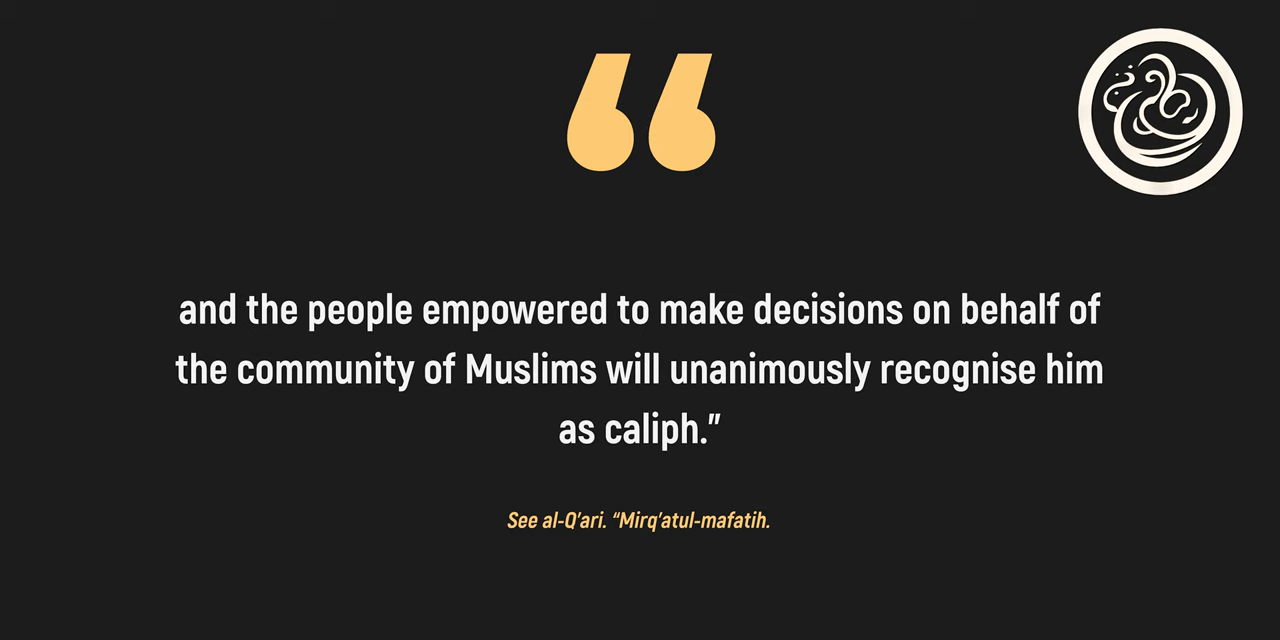 “
and the people empowered to make decisions on behalf of
the community of Muslims will unanimously recognise him
as caliph.”
See al-Q'ari. “Mirq'atul-mafatih.